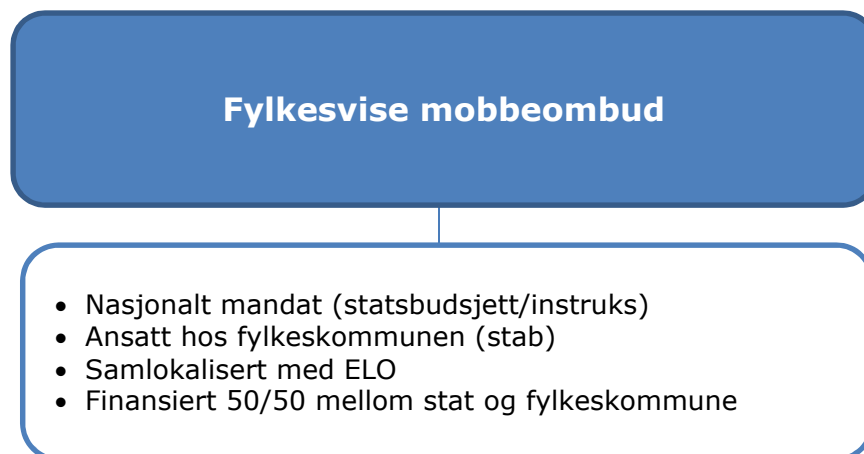 Fylkesvise mobbeombud
• Nasjonalt mandat (statsbudsjett/instruks)
• Ansatt hos fylkeskommunen (stab)
• Samlokalisert med ELO
• Finansiert 50/50 mellom stat og fylkeskommune